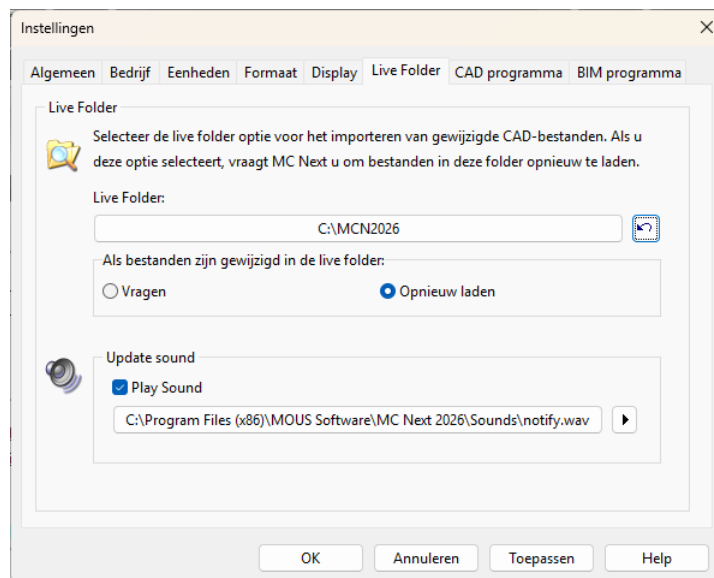 Instellingen
Algemeen Bedrijf Eenheden Formaat Display Live Folder CAD programma BIM programma
Live Folder
Selecteer de live folder optie voor het importeren van gewijzigde CAD-bestanden. Als u
deze optie selecteert, vraagt MC Next u om bestanden in deze folder opnieuw te laden.
Live Folder:
C:\MCN2026
Als bestanden zijn gewijzigd in de live folder:
Vragen Opnieuw laden
Update sound
Play Sound
C:\Program Files (x86)\MOUS Software\MC Next 2026\Sounds\notify.wav
OK Annuleren Toepassen Help